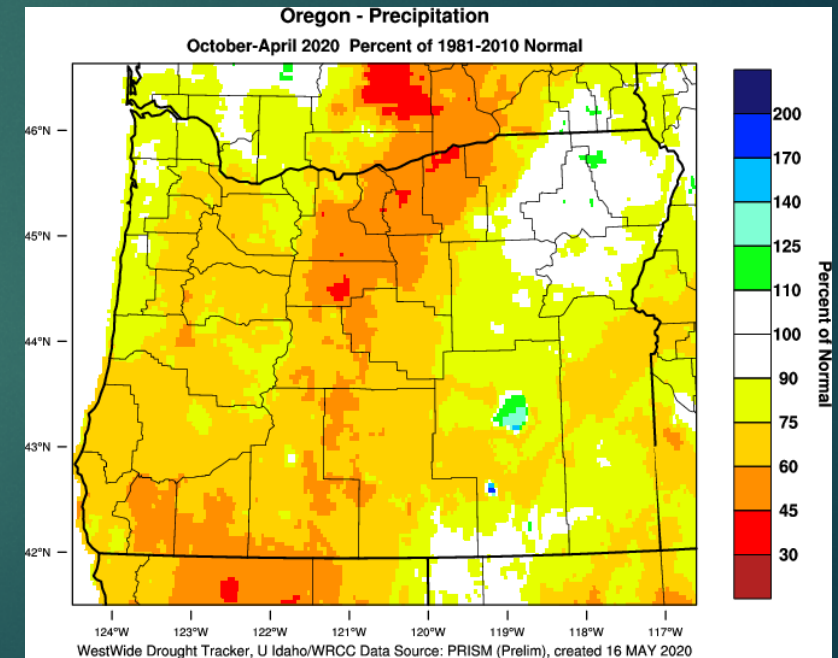 Oregon - Precipitation
October-April 2020 Percent of 1981-2010 Normal
46°N
45°N
44°N
43°N
42°N
124°W 123°W 122°W 121°W 120°W 119°W 118°W 117°W
200
170
140
125
110
100
90
75
60
45
30
Percent of Normal
WestWide Drought Tracker, U Idaho/WRCC Data Source: PRISM (Prelim), created 16 MAY 2020